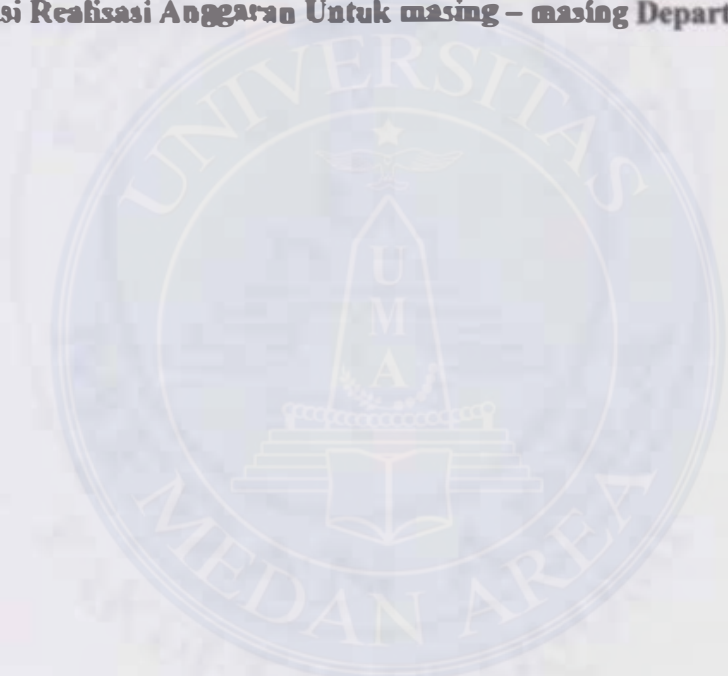 si Realisasi Anggaran Untuk masing – masing Depart
UNIVERSITAS
U
M
A
MEDAN AREA